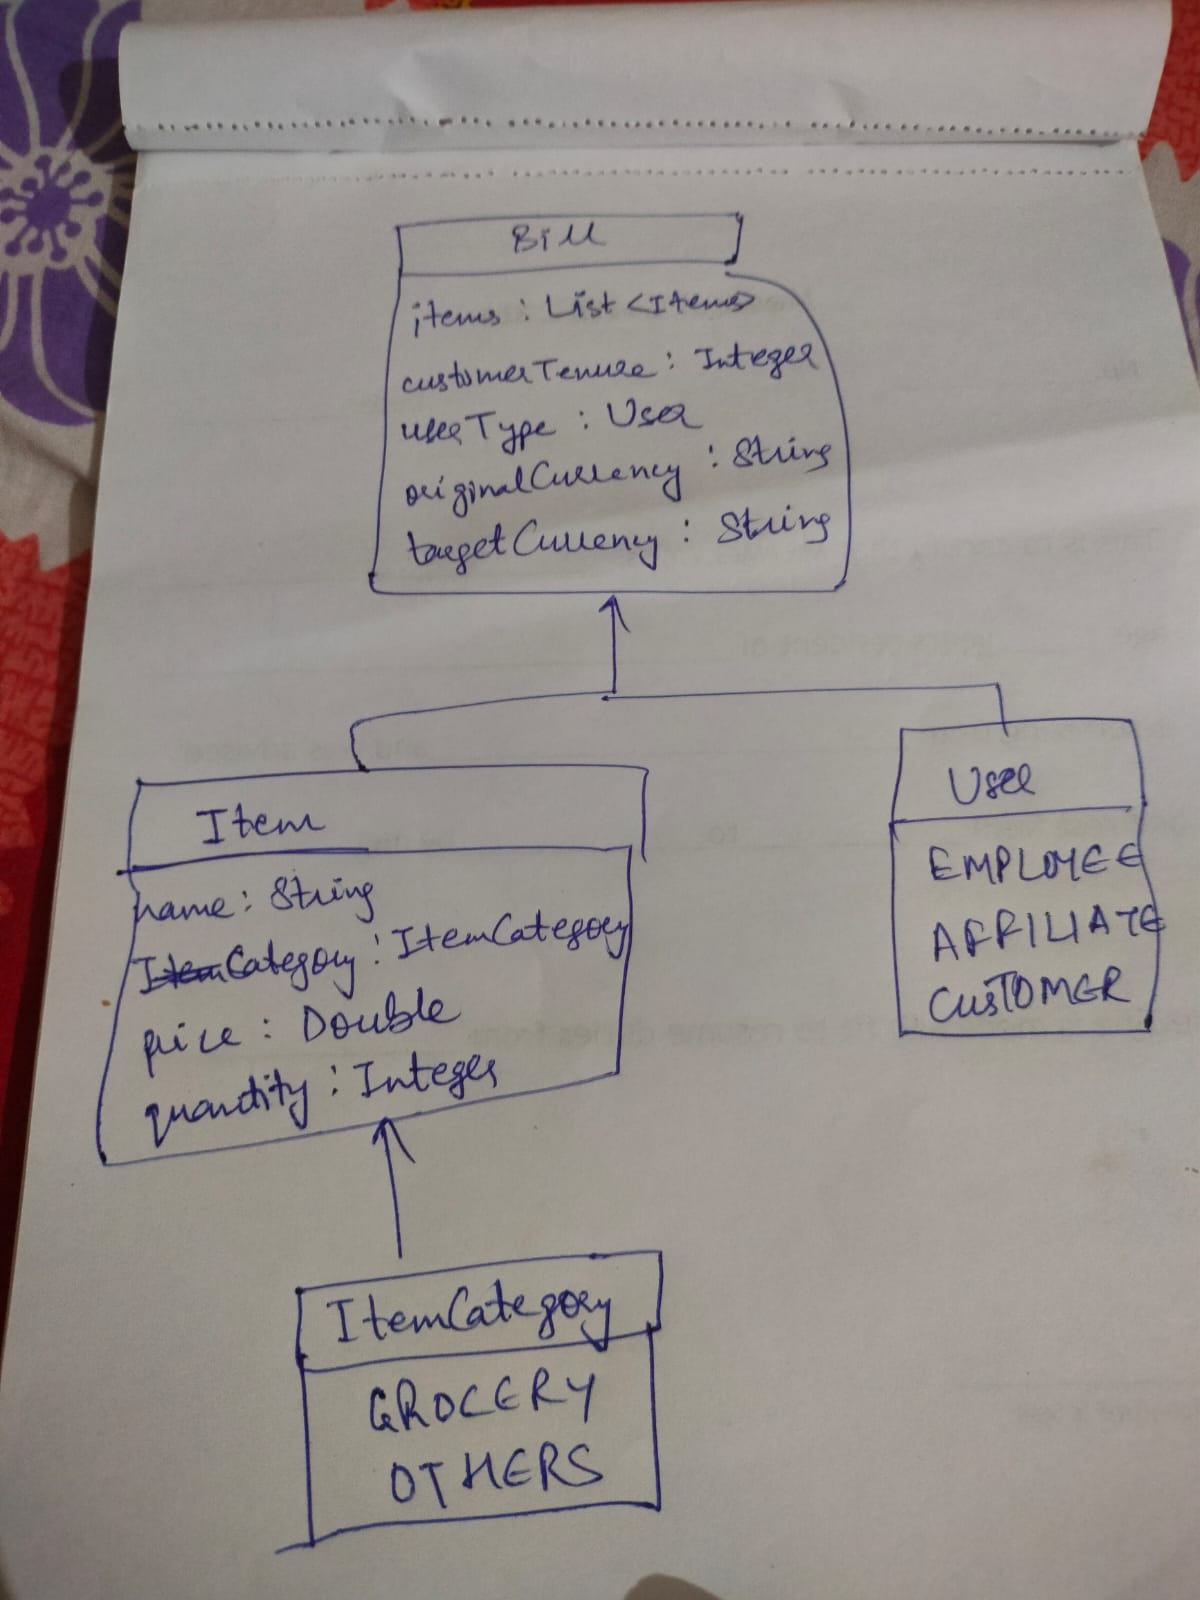 Bill
items : List <Items>
customerTenure : Integer
userType : User
originalCurrency : String
targetCurrency : String
Item
name : String
Category : ItemCategory
price : Double
quantity : Integer
User
EMPLOYEE
AFFILIATE
CUSTOMER
ItemCategory
GROCERY
OTHERS